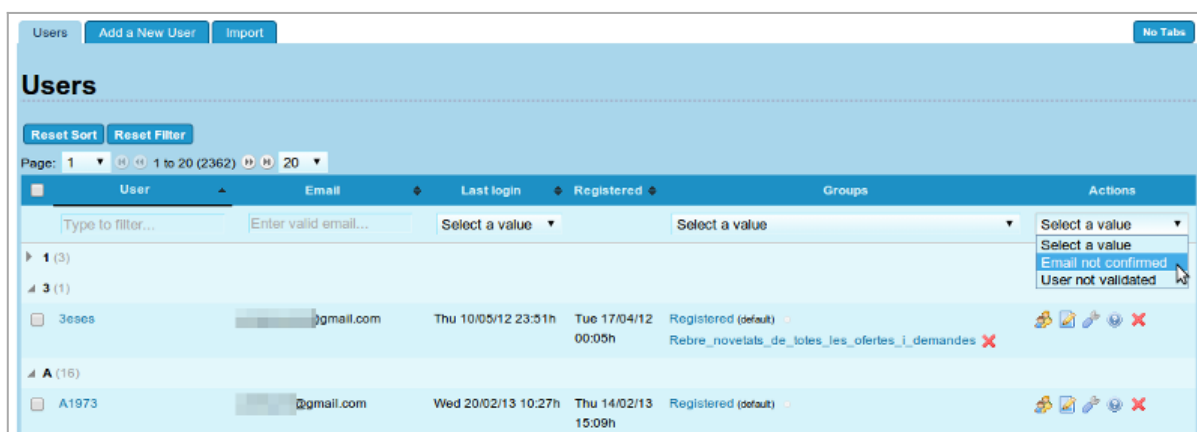 Users Add a New User Import No Tabs
Users
Reset Sort Reset Filter
Page: 1 1 to 20 (2362) 20
User Email Last login Registered Groups Actions
Type to filter... Enter valid email... Select a value Select a value Select a value
Select a value
Email not confirmed
User not validated
1 (3)
3 (1)
3eses gmail.com Thu 10/05/12 23:51h Tue 17/04/12 Registered (default)
00:05h Rebre_novetats_de_totes_les_ofertes_i_demandes
A (16)
A1973 @gmail.com Wed 20/02/13 10:27h Thu 14/02/13 Registered (default)
15:09h